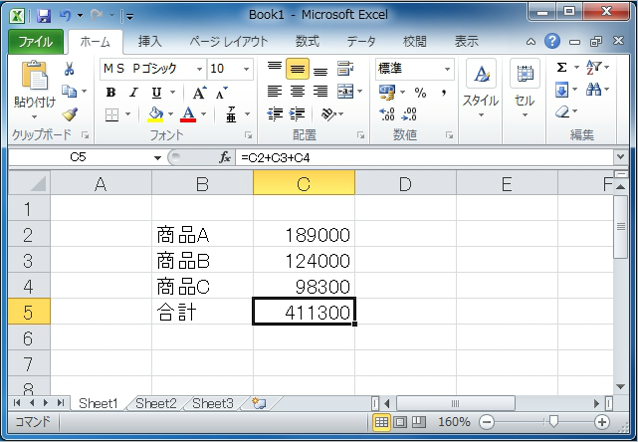 Book1 - Microsoft Excel
ファイル ホーム 挿入 ページ レイアウト 数式 データ 校閲 表示
貼り付け
クリップボード
ＭＳ Ｐゴシック 10
B I U
フォント
配置
標準
% ,
数値
スタイル
セル
Σ
編集
C5 fx =C2+C3+C4
A B C D E F
1
2 商品A 189000
3 商品B 124000
4 商品C 98300
5 合計 411300
6
7
8
Sheet1 Sheet2 Sheet3
コマンド 160%